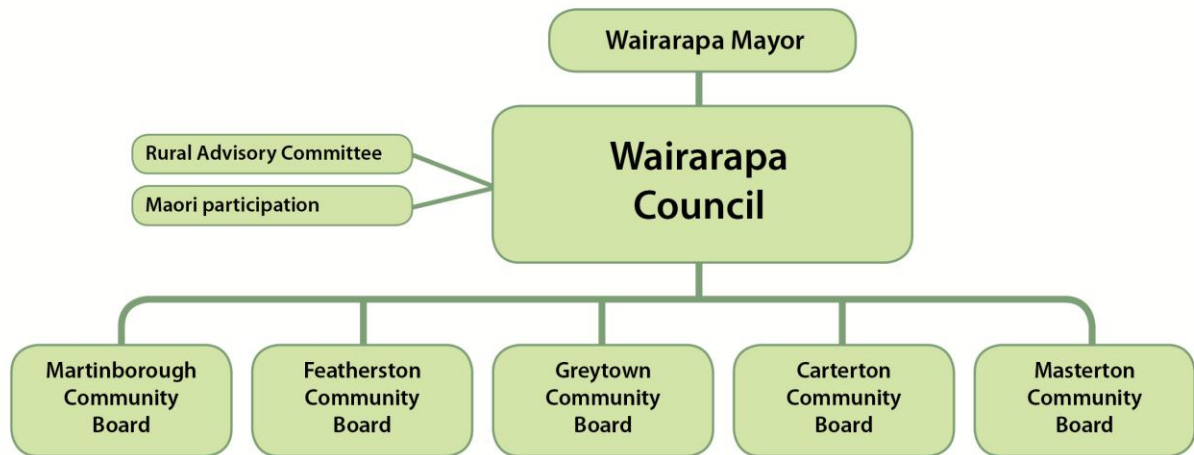 Wairarapa Mayor
Wairarapa
Council
Rural Advisory Committee
Maori participation
Martinborough
Community
Board
Featherston
Community
Board
Greytown
Community
Board
Carterton
Community
Board
Masterton
Community
Board